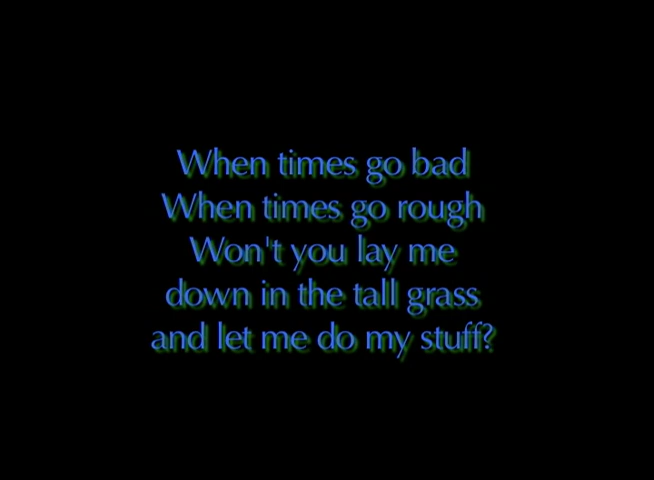 When times go bad
When times go rough
Won't you lay me
down in the tall grass
and let me do my stuff?